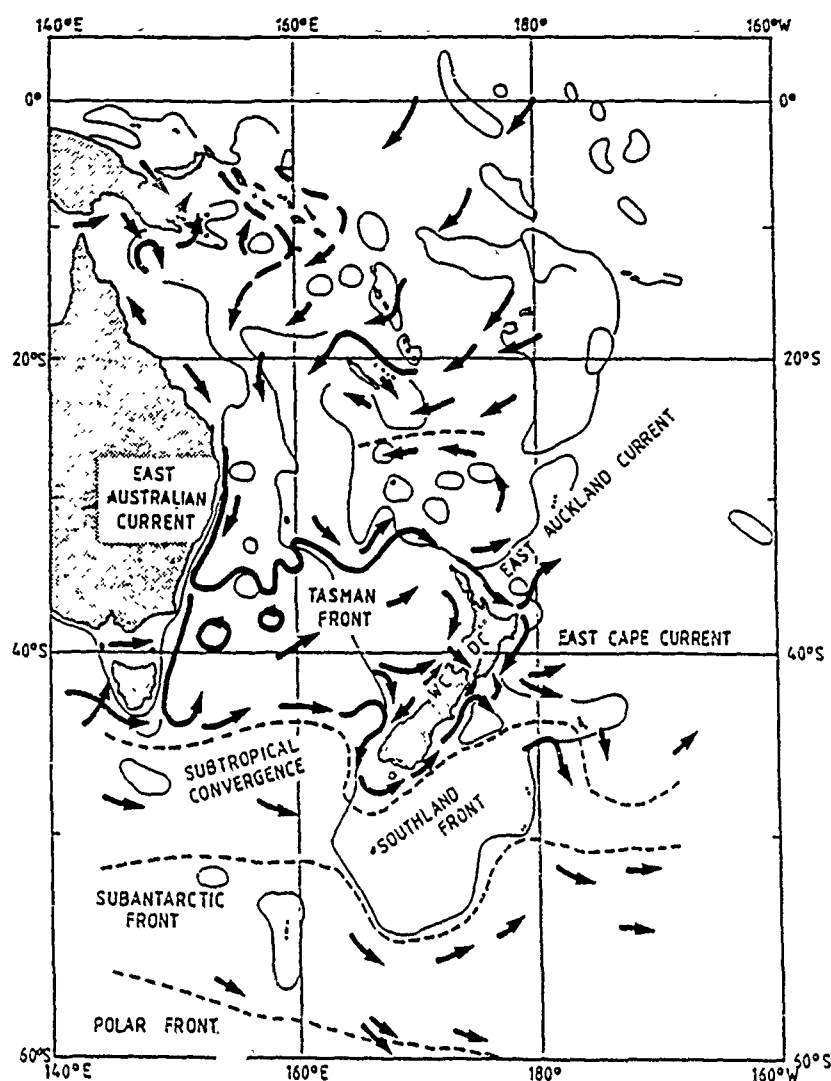 140°E 160°E 180° 160°W
0° 0°
20°S 20°S
EAST
AUSTRALIAN
CURRENT
EAST AUCKLAND CURRENT
TASMAN
FRONT
WC DC
EAST CAPE CURRENT
40°S 40°S
SUBTROPICAL
CONVERGENCE
SOUTHLAND
FRONT
SUBANTARCTIC
FRONT
POLAR FRONT.
60°S 60°S
140°E 160°E 180° 160°W